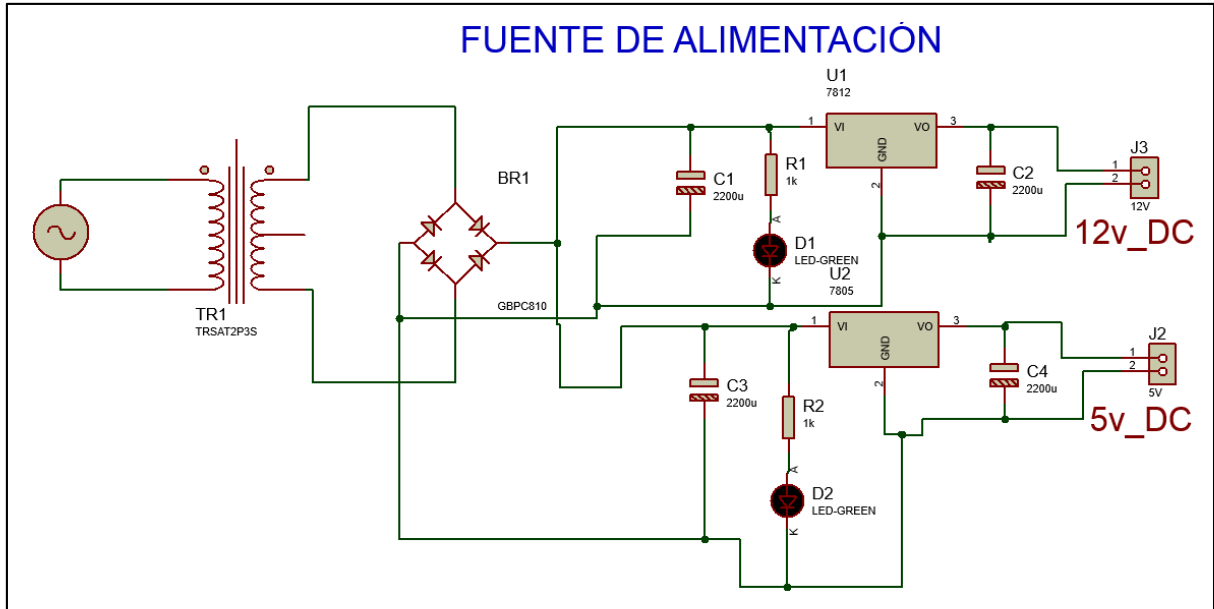 FUENTE DE ALIMENTACIÓN
U1
7812
1
VI
VO
3
GND
2
J3
1
2
12V
12v_DC
BR1
GBPC810
C1
2200u
R1
1k
A
D1
LED-GREEN
K
C2
2200u
TR1
TRSAT2P3S
U2
7805
1
VI
VO
3
GND
2
J2
1
2
5V
5v_DC
C3
2200u
R2
1k
A
D2
LED-GREEN
K
C4
2200u